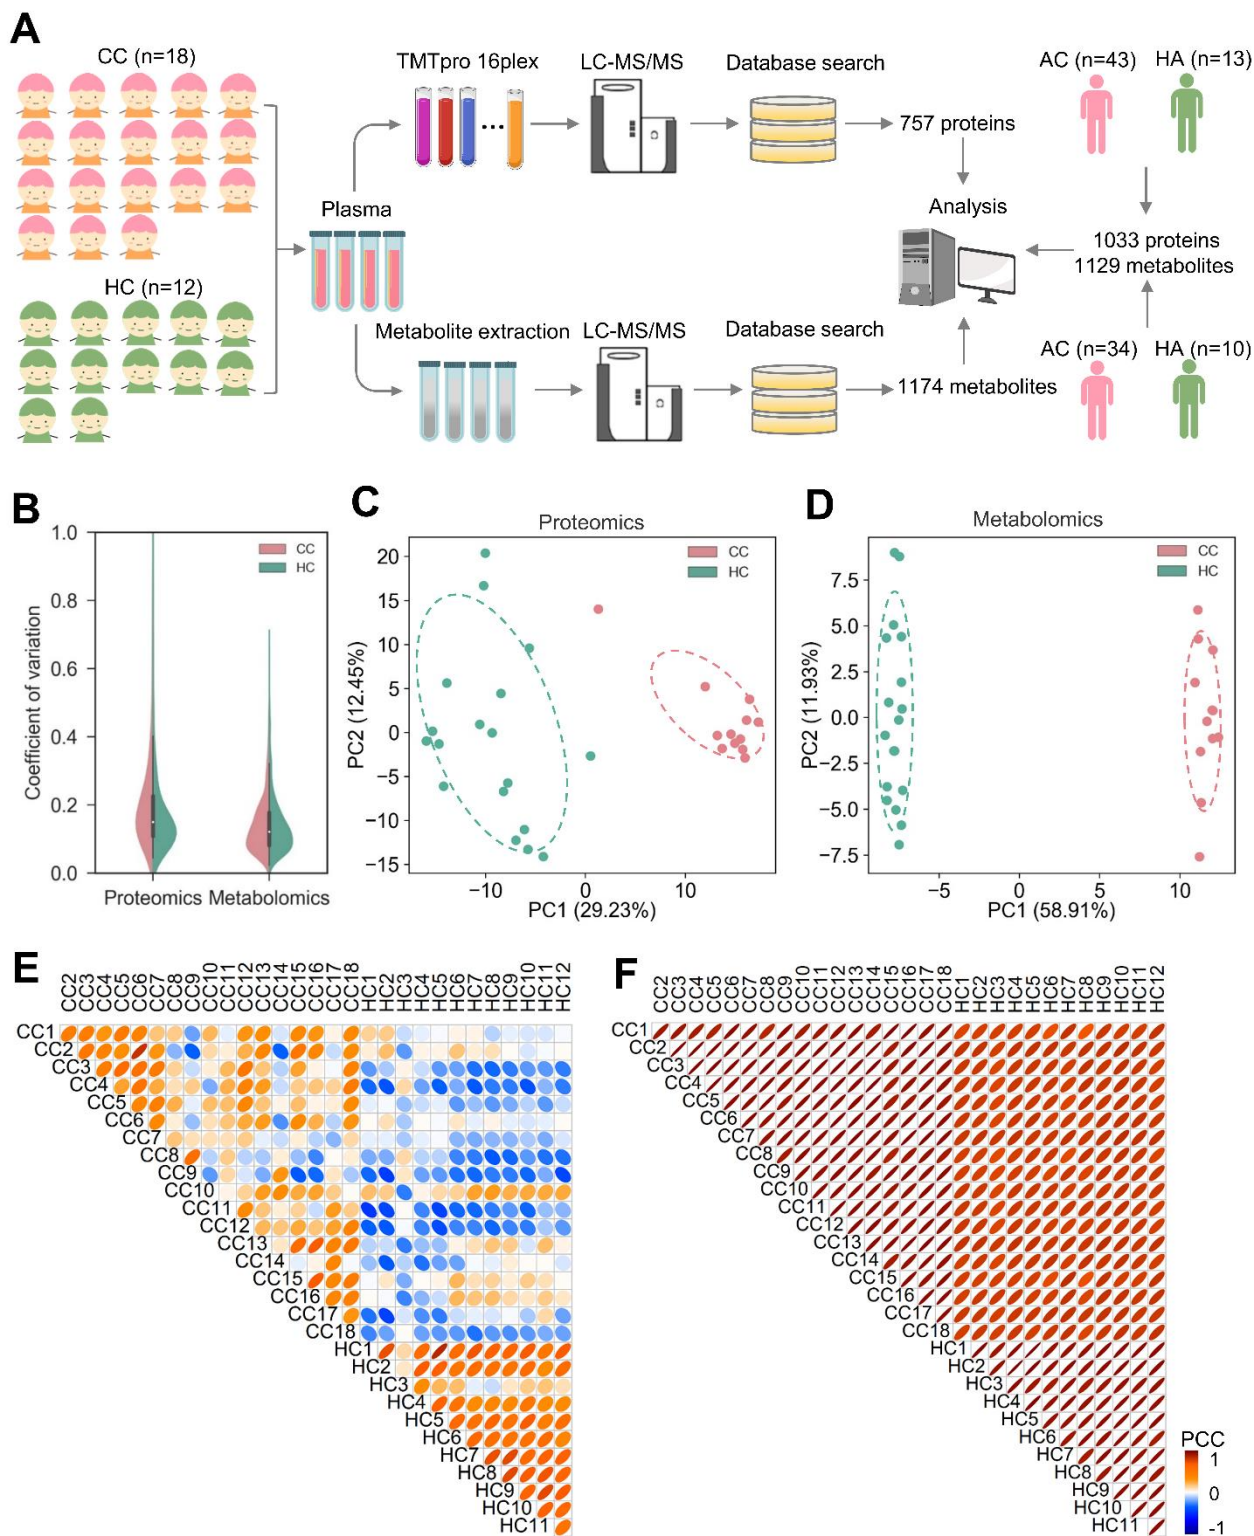 A
CC (n=18)
TMTpro 16plex
LC-MS/MS
Database search
AC (n=43)
HA (n=13)
757 proteins
Plasma
Analysis
1033 proteins
1129 metabolites
HC (n=12)
Metabolite extraction
LC-MS/MS
Database search
AC (n=34)
HA (n=10)
1174 metabolites
B
1.0
0.8
0.6
0.4
0.2
0.0
Coefficient of variation
CC
HC
Proteomics Metabolomics
C
Proteomics
CC
HC
20
15
10
5
0
−5
−10
−15
PC2 (12.45%)
−10 0 10
PC1 (29.23%)
D
Metabolomics
CC
HC
7.5
5.0
2.5
0.0
−2.5
−5.0
−7.5
PC2 (11.93%)
−5 0 5 10
PC1 (58.91%)
E
CC2 CC3 CC4 CC5 CC6 CC7 CC8 CC9 CC10 CC11 CC12 CC13 CC14 CC15 CC16 CC17 CC18 HC1 HC2 HC3 HC4 HC5 HC6 HC7 HC8 HC9 HC10 HC11 HC12
CC1
CC2
CC3
CC4
CC5
CC6
CC7
CC8
CC9
CC10
CC11
CC12
CC13
CC14
CC15
CC16
CC17
CC18
HC1
HC2
HC3
HC4
HC5
HC6
HC7
HC8
HC9
HC10
HC11
F
CC2 CC3 CC4 CC5 CC6 CC7 CC8 CC9 CC10 CC11 CC12 CC13 CC14 CC15 CC16 CC17 CC18 HC1 HC2 HC3 HC4 HC5 HC6 HC7 HC8 HC9 HC10 HC11 HC12
CC1
CC2
CC3
CC4
CC5
CC6
CC7
CC8
CC9
CC10
CC11
CC12
CC13
CC14
CC15
CC16
CC17
CC18
HC1
HC2
HC3
HC4
HC5
HC6
HC7
HC8
HC9
HC10
HC11
PCC
1
0
-1